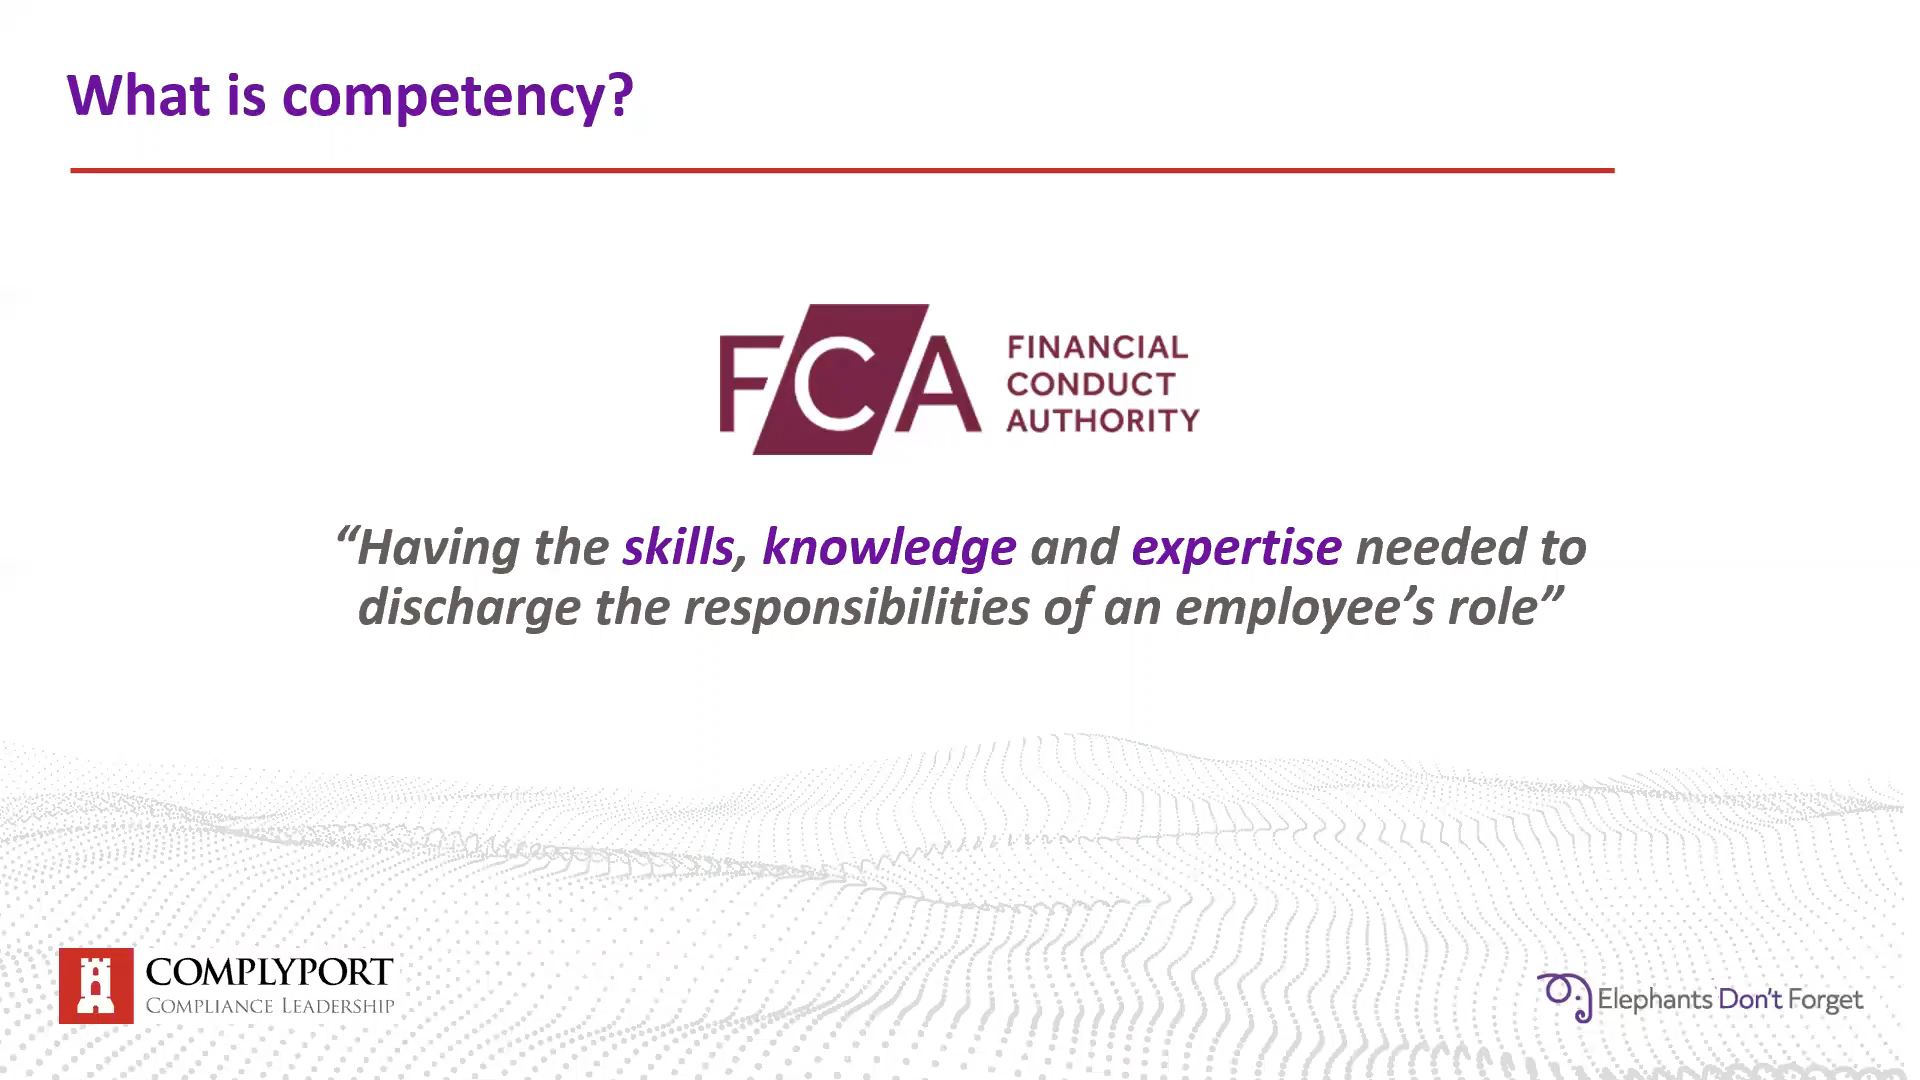 What is competency?
FCA
FINANCIAL
CONDUCT
AUTHORITY
“Having the skills, knowledge and expertise needed to
discharge the responsibilities of an employee’s role”
COMPLYPORT
COMPLIANCE LEADERSHIP
Elephants Don't Forget